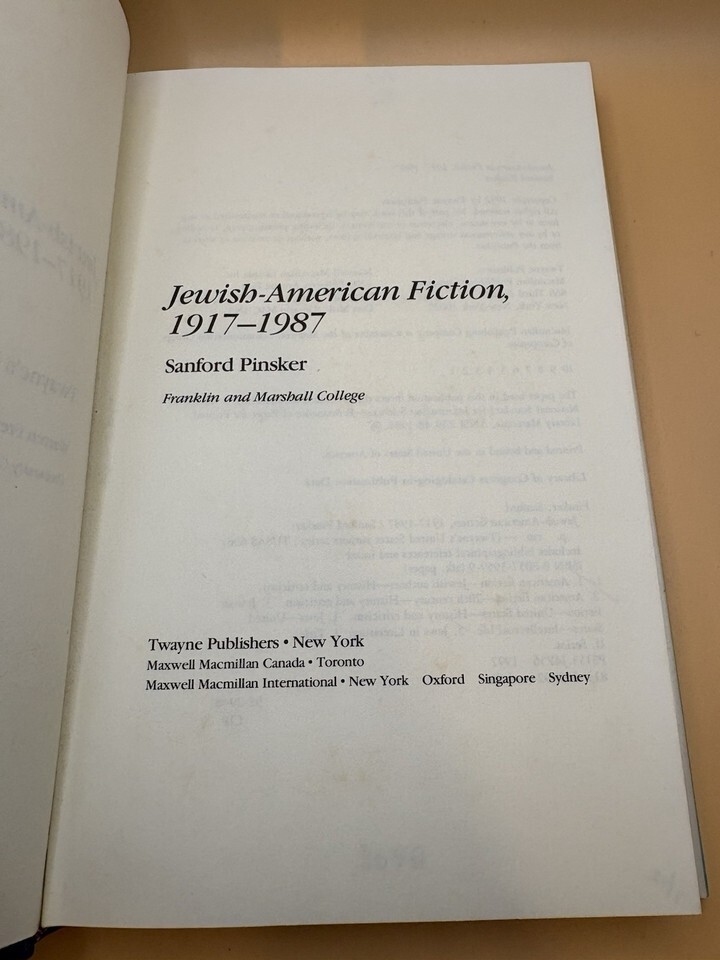 Jewish-American Fiction,
1917–1987
Sanford Pinsker
Franklin and Marshall College
Twayne Publishers • New York
Maxwell Macmillan Canada • Toronto
Maxwell Macmillan International • New York Oxford Singapore Sydney